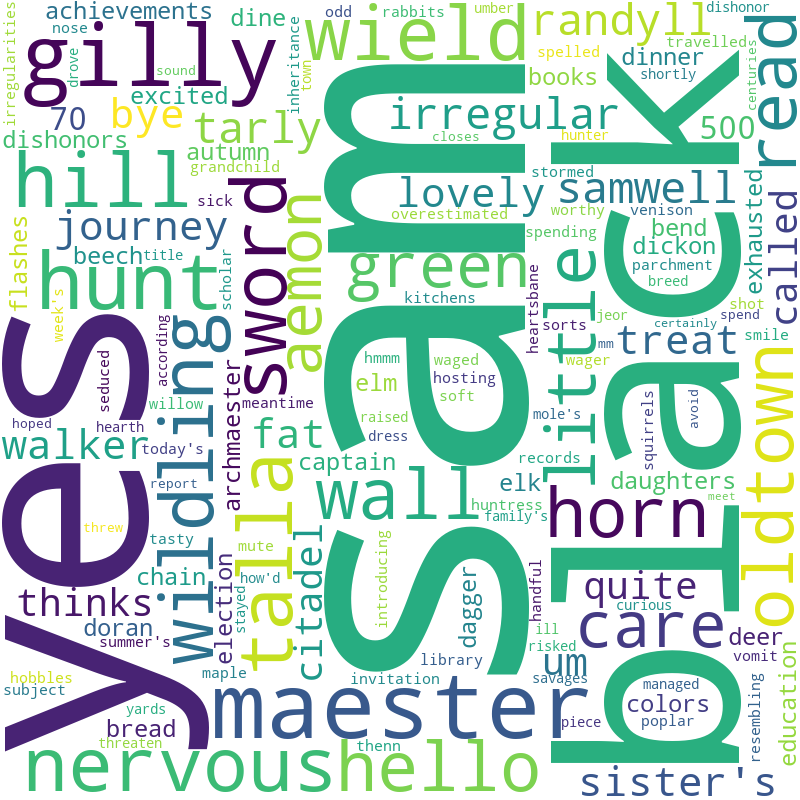 irregularities
nose
achievements
dine
odd
rabbits
umber
dishonor
gilly
drove
sound
inheritance
town
wield
randyll
travelled
centuries
read
spelled
dinner
shortly
70
excited
bye
tarly
irregular
books
500
dishonors
autumn
grandchild
closes
hunter
black
sam
yes
hill
sick
sword
aemon
lovely
samwell
stormed
overestimated
worthy
venison
exhausted
called
journey
beech
title
scholar
flashes
hunt
green
spending
bend
dickon
parchment
breed
week's
according
wildling
kitchens
heartsbane
little
jeor
shot
certainly
spend
sorts
mm
treat
smile
seduced
archmaester
hmmm
waged
wager
elm
hosting
soft
willow
meantime
raised
dress
mole's
squirrels
avoid
oldtown
hoped
hearth
walker
today's
talla
fat
captain
records
daughters
report
tasty
wall
elk
huntress
family's
horn
meet
threw
mute
election
how'd
chain
citadel
introducing
dagger
handful
quite
thinks
doran
summer's
stayed
curious
care
deer
ill
risked
hobbles
maple
library
um
vomit
subject
invitation
savages
managed
resembling
education
maester
yards
bread
piece
colors
poplar
threaten
thenn
nervous
hello
sister's